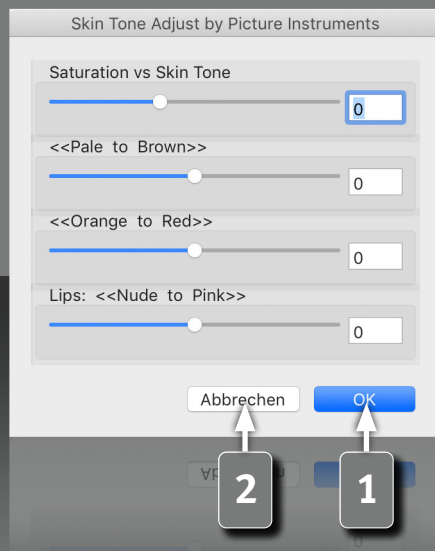 Skin Tone Adjust by Picture Instruments
Saturation vs Skin Tone
0
<<Pale to Brown>>
0
<<Orange to Red>>
0
Lips: <<Nude to Pink>>
0
Abbrechen OK
2 1
0